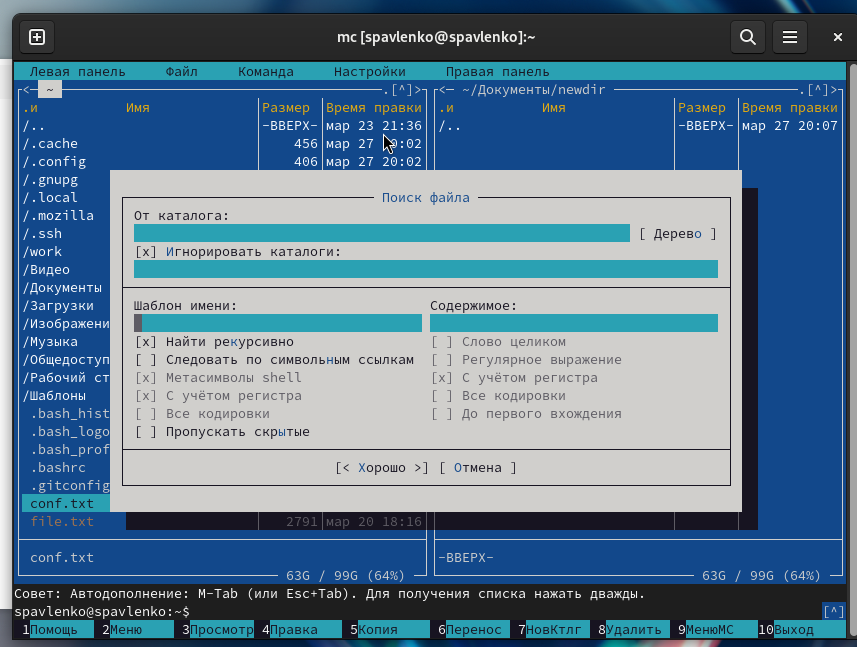 mc [spavlenko@spavlenko]:~
Левая панель Файл Команда Настройки Правая панель
<— ~ .[^]> <— ~/Документы/newdir .[^]>
.и Имя Размер Время правки .и Имя Размер Время правки
/.. -ВВЕРХ- мар 23 21:36 /.. -ВВЕРХ- мар 27 20:07
/.cache 456 мар 27 :02
/.config 406 мар 27 20:02
/.gnupg
/.local
/.mozilla
/.ssh
/work
/Видео
/Документы
/Загрузки
/Изображени
/Музыка
/Общедоступ
/Рабочий ст
/Шаблоны
.bash_hist
.bash_logo
.bash_prof
.bashrc
.gitconfig
conf.txt
file.txt 2791 мар 20 18:16
Поиск файла
От каталога:
[ Дерево ]
[x] Игнорировать каталоги:
Шаблон имени: Содержимое:
[x] Найти рекурсивно [ ] Слово целиком
[ ] Следовать по символьным ссылкам [ ] Регулярное выражение
[x] Метасимволы shell [x] С учётом регистра
[x] С учётом регистра [ ] Все кодировки
[ ] Все кодировки [ ] До первого вхождения
[ ] Пропускать скрытые
[< Хорошо >] [ Отмена ]
conf.txt -ВВЕРХ-
63G / 99G (64%) 63G / 99G (64%)
Совет: Автодополнение: M-Tab (или Esc+Tab). Для получения списка нажать дважды.
spavlenko@spavlenko:~$ [^]
1Помощь 2Меню 3Просмотр 4Правка 5Копия 6Перенос 7НовКтлг 8Удалить 9МенюМС 10Выход